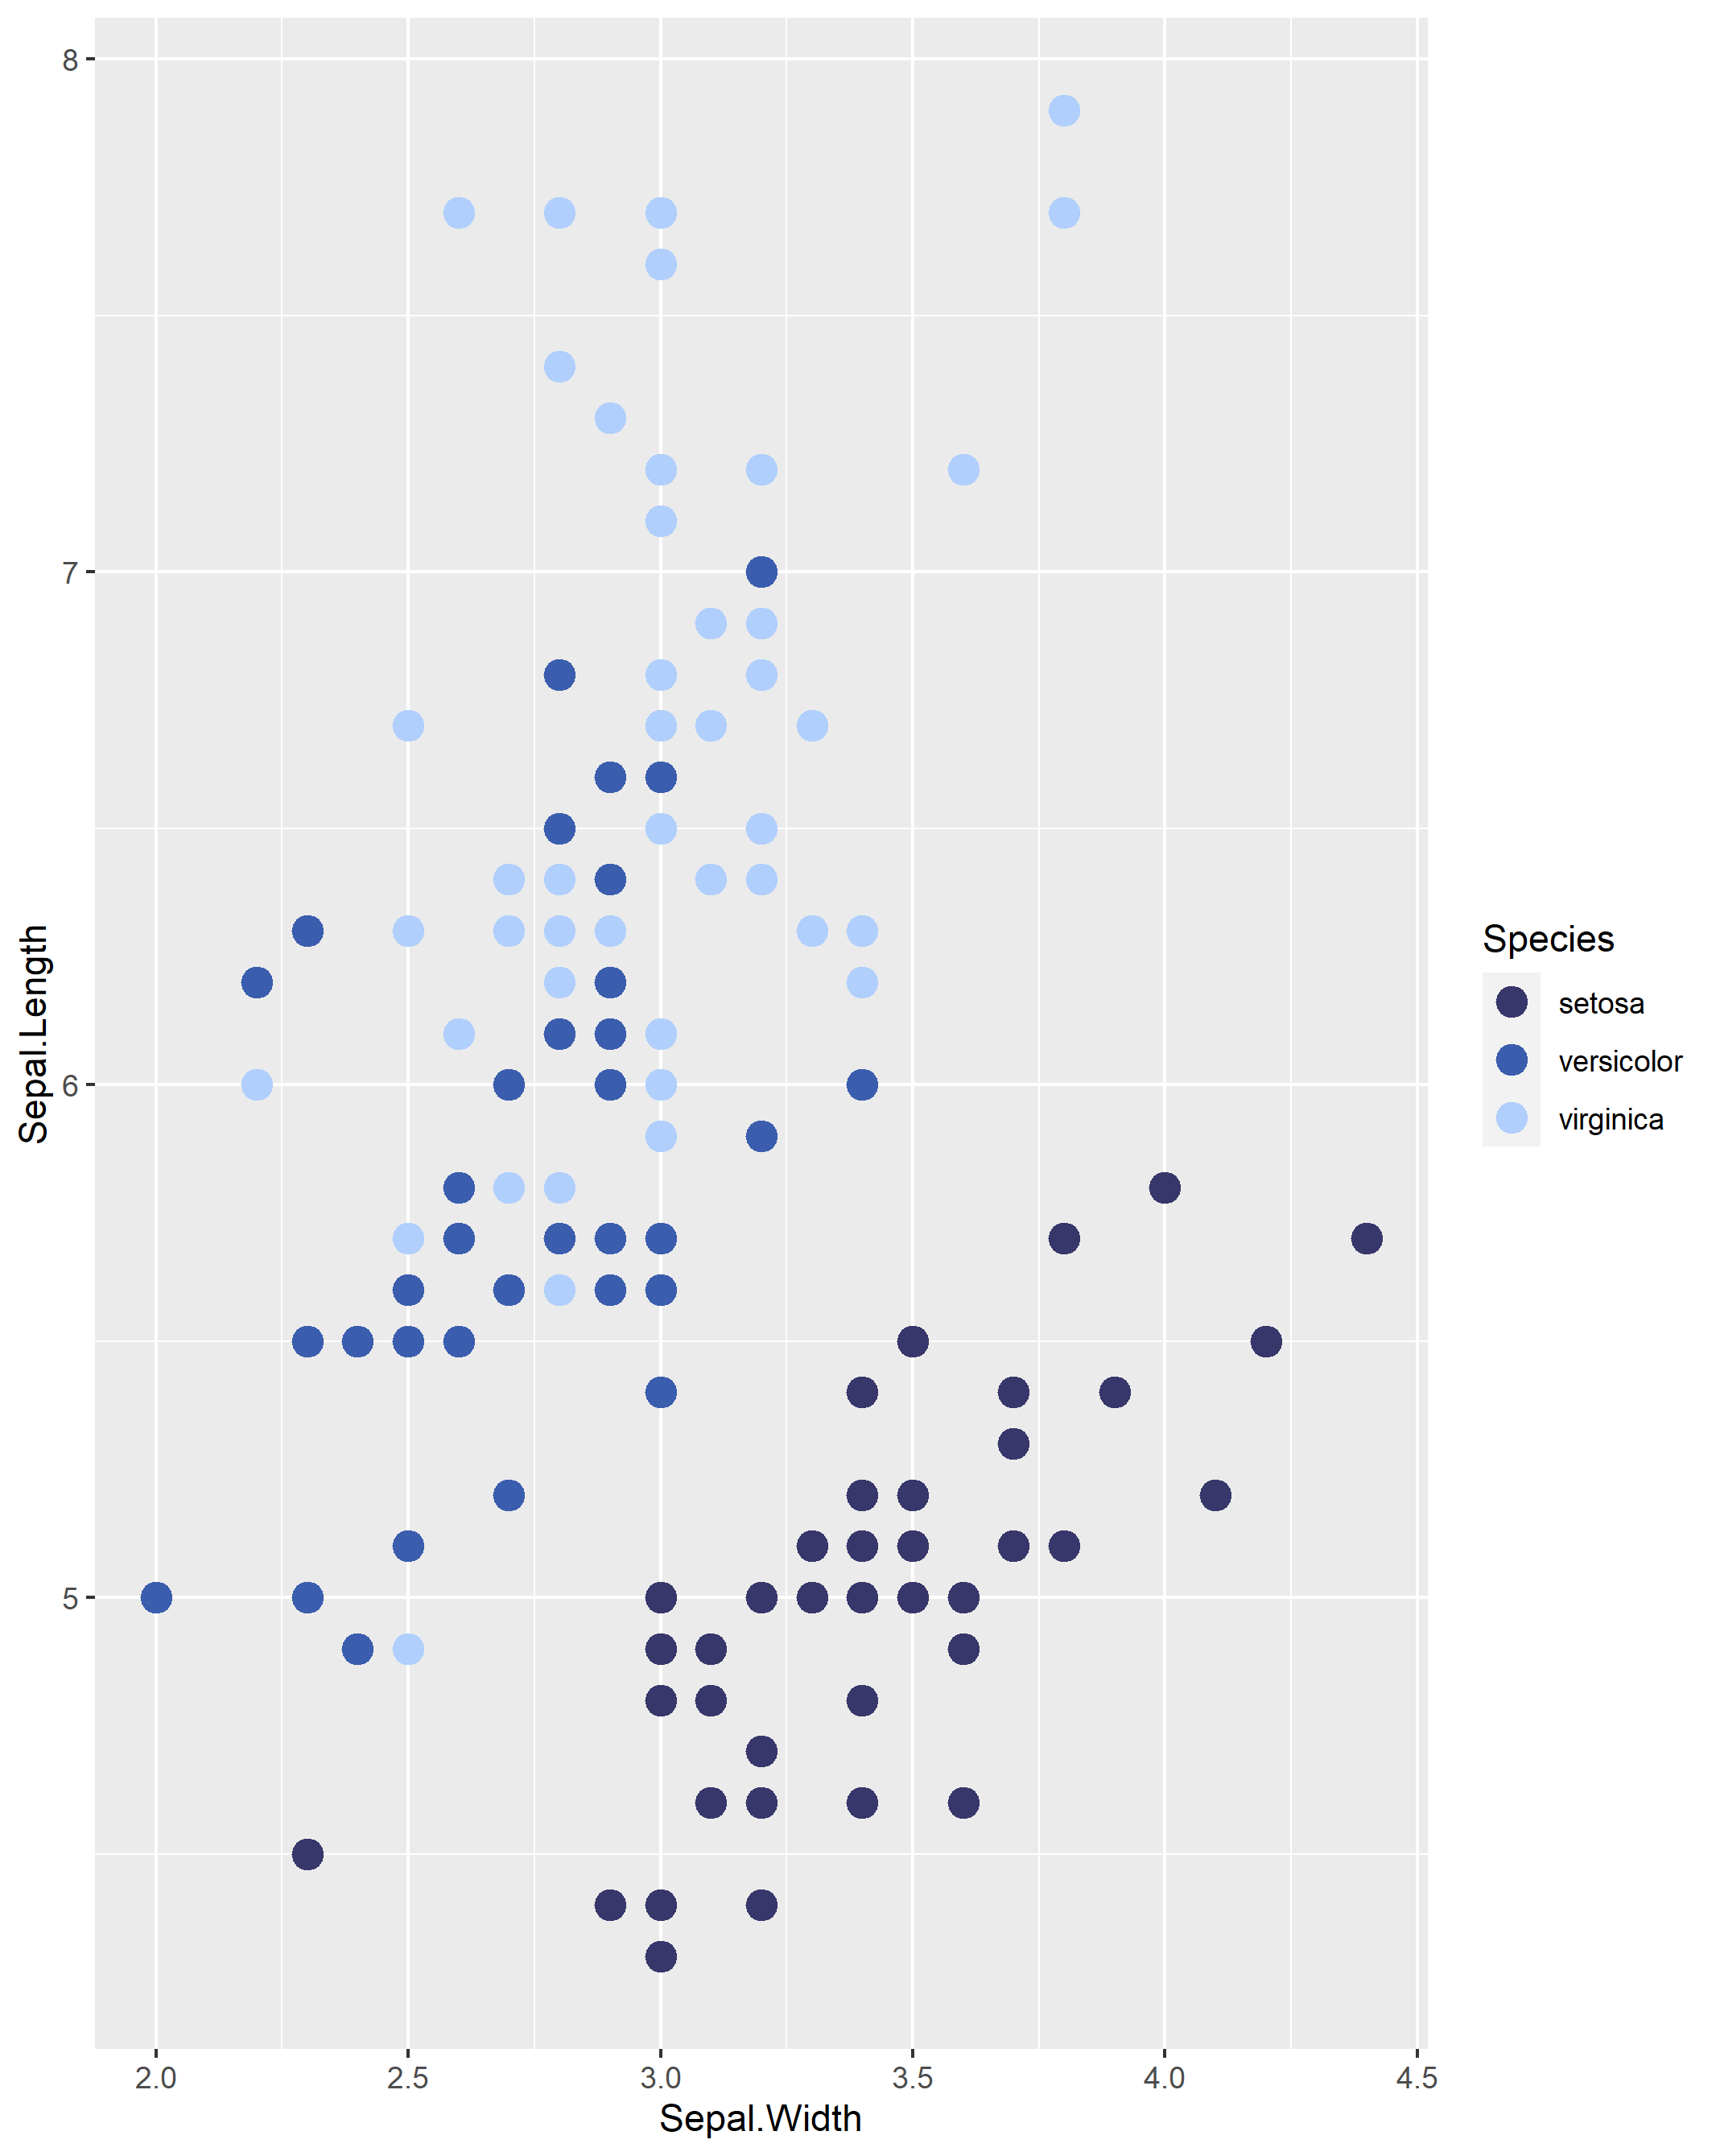 8
7
6
5
Sepal.Length
2.0 2.5 3.0 3.5 4.0 4.5
Sepal.Width
Species
setosa
versicolor
virginica